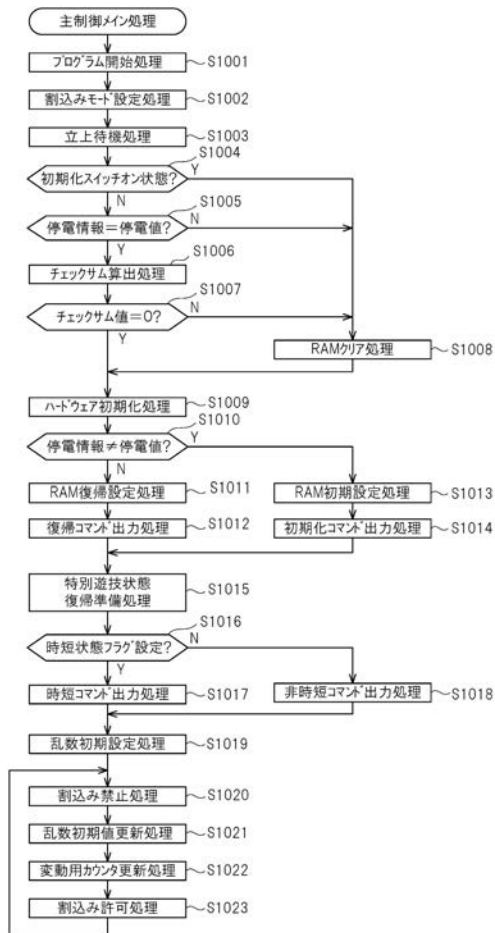 主制御メイン処理
プログラム開始処理 S1001
割込みモード設定処理 S1002
立上待機処理 S1003
S1004
初期化スイッチオン状態? Y
N
S1005
停電情報=停電値? N
Y
S1006
チェックサム算出処理
S1007
チェックサム値=0? N
Y
RAMクリア処理 S1008
ハードウェア初期化処理 S1009
S1010
停電情報≠停電値? Y
N
RAM復帰設定処理 S1011
RAM初期設定処理 S1013
復帰コマンド出力処理 S1012
初期化コマンド出力処理 S1014
特別遊技状態
復帰準備処理 S1015
S1016
時短状態フラグ設定? N
Y
時短コマンド出力処理 S1017
非時短コマンド出力処理 S1018
乱数初期設定処理 S1019
割込み禁止処理 S1020
乱数初期値更新処理 S1021
変動用カウンタ更新処理 S1022
割込み許可処理 S1023